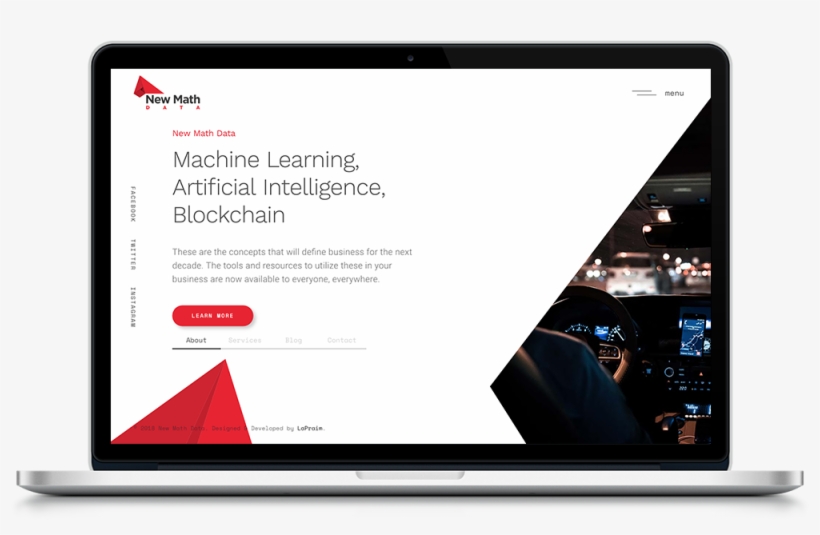 New Math
DATA
menu
New Math Data
Machine Learning,
Artificial Intelligence,
Blockchain
These are the concepts that will define business for the next
decade. The tools and resources to utilize these in your
business are now available to everyone, everywhere.
FACEBOOK
TWITTER
INSTAGRAM
LEARN MORE
About Services Blog Contact
New Math Data. Designed & Developed by LoProim.